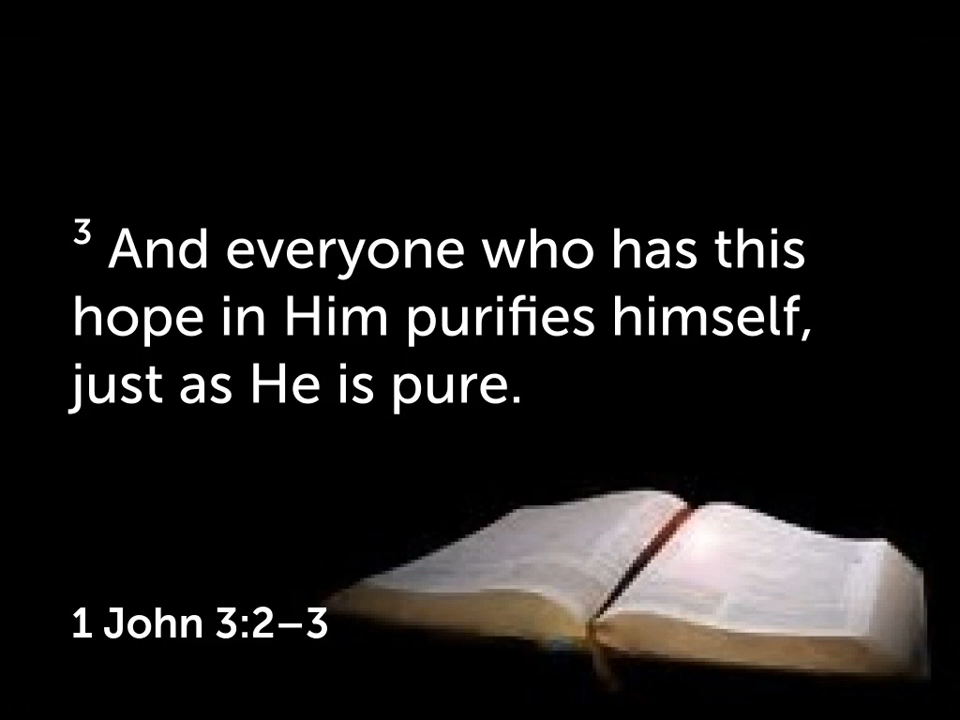 ³ And everyone who has this
hope in Him purifies himself,
just as He is pure.
1 John 3:2–3